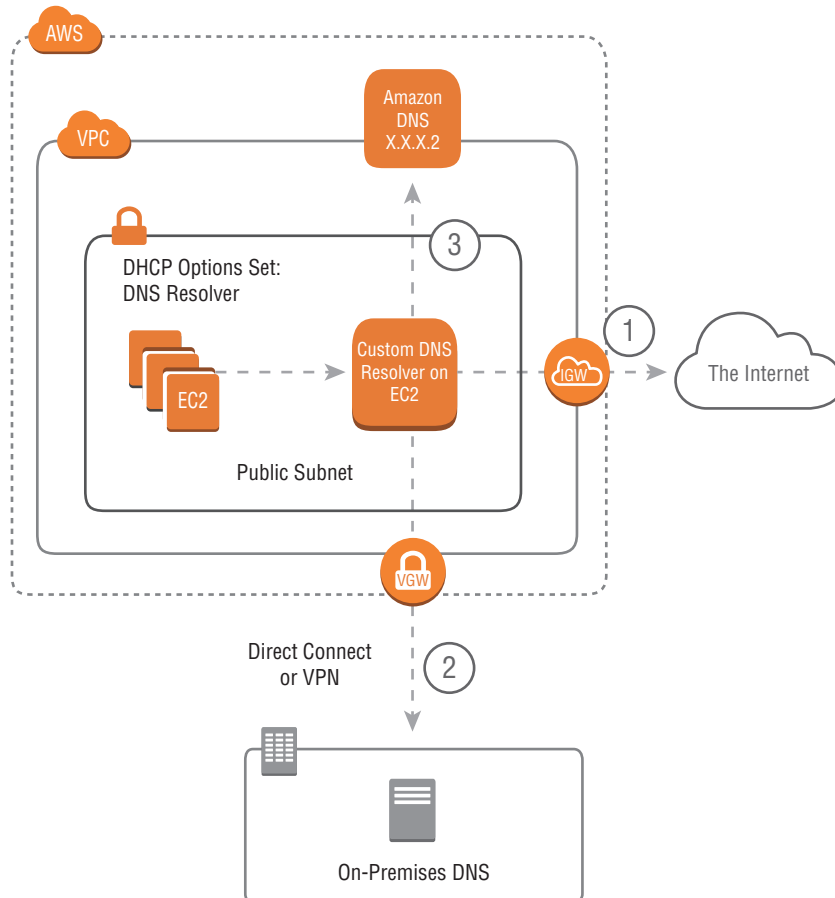 AWS
Amazon
DNS
X.X.X.2
VPC
3
DHCP Options Set:
DNS Resolver
1
Custom DNS
Resolver on
EC2
EC2
IGW
The Internet
Public Subnet
VGW
Direct Connect
or VPN
2
On-Premises DNS